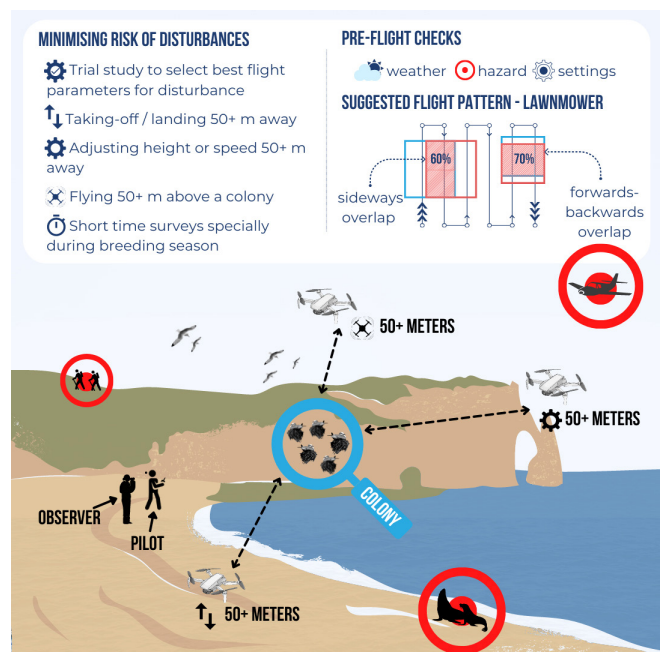 MINIMISING RISK OF DISTURBANCES
Trial study to select best flight
parameters for disturbance
Taking-off / landing 50+ m away
Adjusting height or speed 50+ m
away
Flying 50+ m above a colony
Short time surveys specially
during breeding season
PRE-FLIGHT CHECKS
weather hazard settings
SUGGESTED FLIGHT PATTERN - LAWNMOWER
60%
70%
sideways
overlap
forwards-
backwards
overlap
50+ METERS
50+ METERS
COLONY
OBSERVER
PILOT
50+ METERS